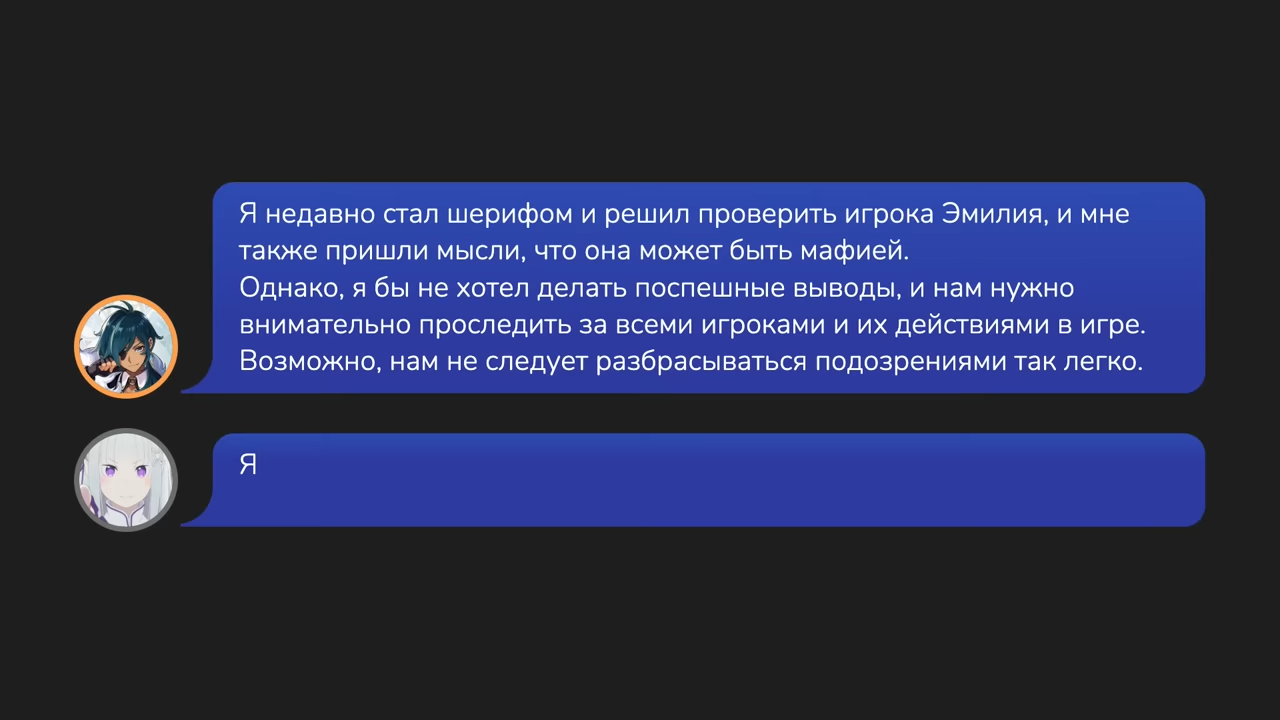 Я недавно стал шерифом и решил проверить игрока Эмилия, и мне
также пришли мысли, что она может быть мафией.
Однако, я бы не хотел делать поспешные выводы, и нам нужно
внимательно проследить за всеми игроками и их действиями в игре.
Возможно, нам не следует разбрасываться подозрениями так легко.
Я